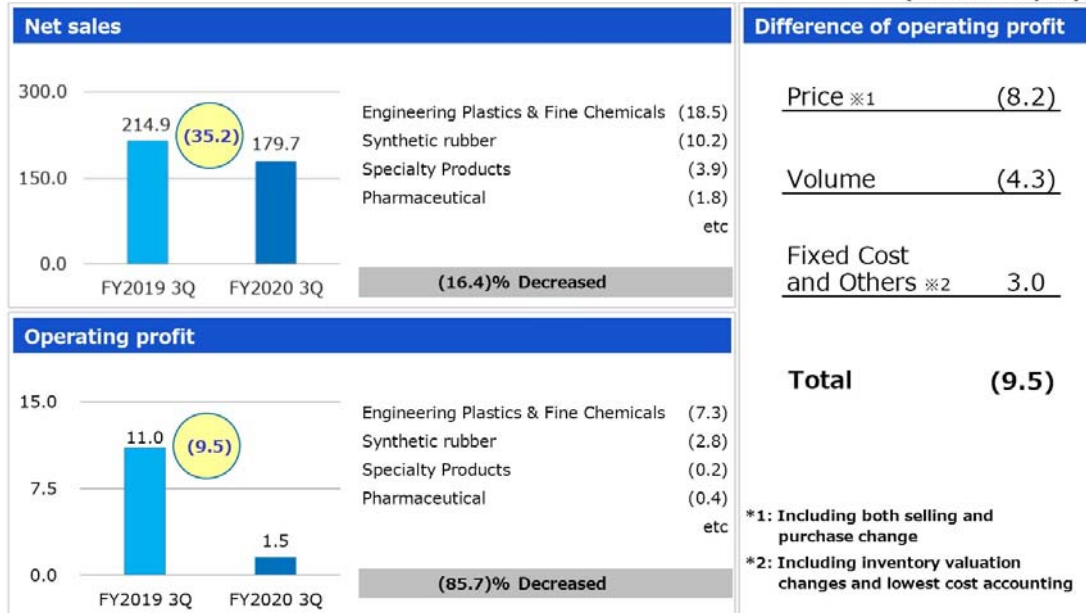 Net sales
300.0
150.0
0.0
214.9
(35.2)
179.7
FY2019 3Q
FY2020 3Q
Engineering Plastics & Fine Chemicals (18.5)
Synthetic rubber (10.2)
Specialty Products (3.9)
Pharmaceutical (1.8)
etc
(16.4)% Decreased
Operating profit
15.0
7.5
0.0
11.0
(9.5)
1.5
FY2019 3Q
FY2020 3Q
Engineering Plastics & Fine Chemicals (7.3)
Synthetic rubber (2.8)
Specialty Products (0.2)
Pharmaceutical (0.4)
etc
(85.7)% Decreased
Difference of operating profit
Price ※1 (8.2)
Volume (4.3)
Fixed Cost
and Others ※2 3.0
Total (9.5)
*1: Including both selling and
purchase change
*2: Including inventory valuation
changes and lowest cost accounting